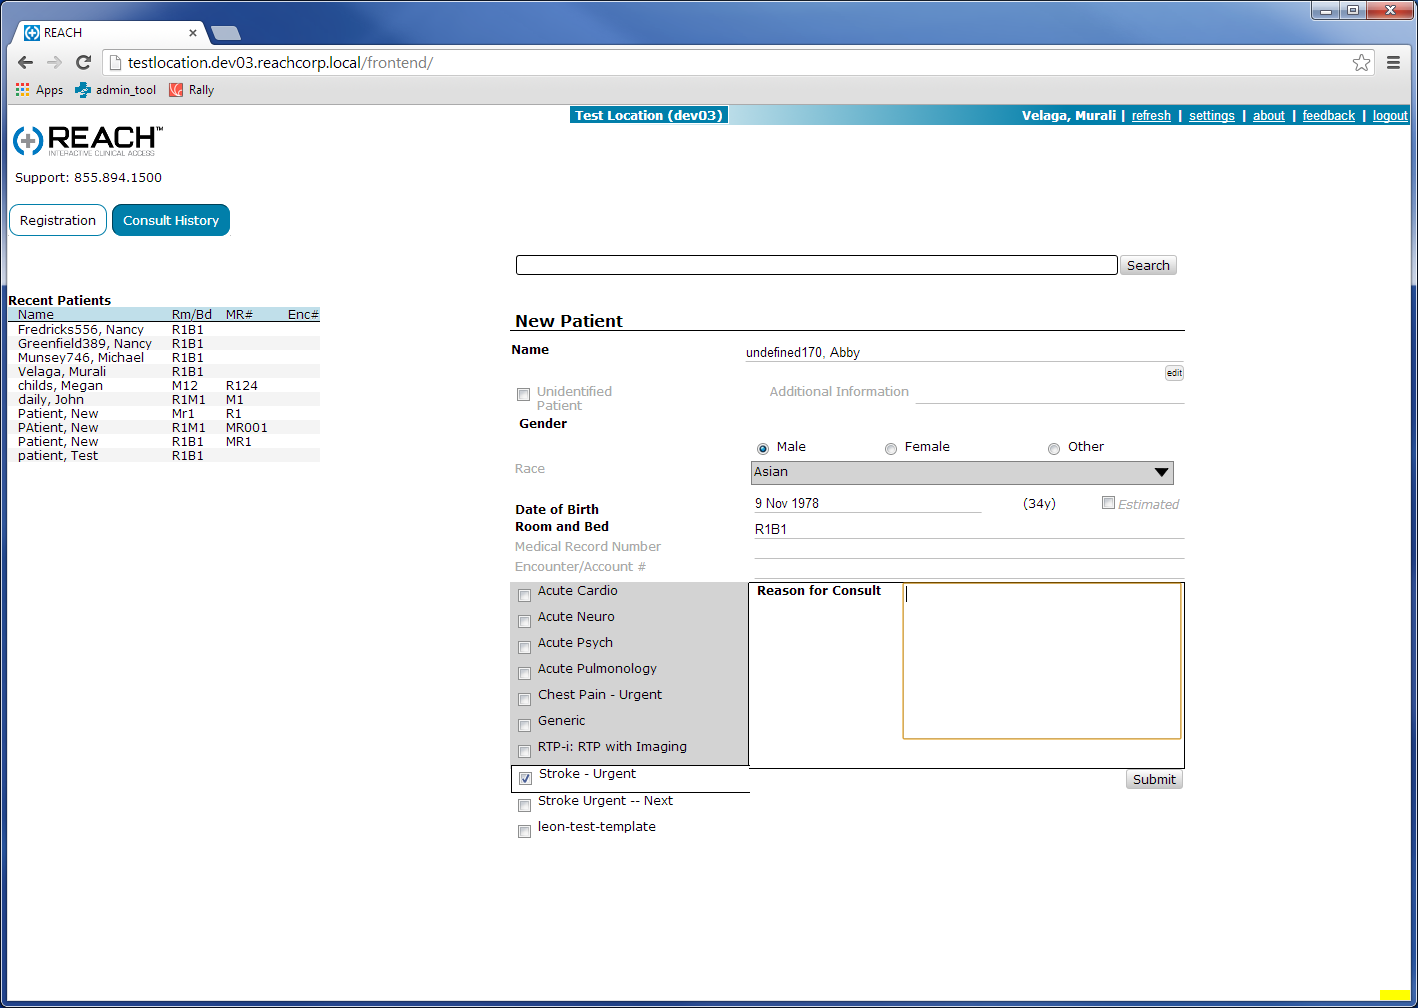 REACH
testlocation.dev03.reachcorp.local/frontend/
Apps admin_tool Rally
Test Location (dev03) Velaga, Murali | refresh | settings | about | feedback | logout
REACH™
INTERACTIVE CLINICAL ACCESS
Support: 855.894.1500
Registration Consult History
Search
Recent Patients
Name Rm/Bd MR# Enc#
Fredricks556, Nancy R1B1
Greenfield389, Nancy R1B1
Munsey746, Michael R1B1
Velaga, Murali R1B1
childs, Megan M12 R124
daily, John R1M1 M1
Patient, New Mr1 R1
PAtient, New R1M1 MR001
Patient, New R1B1 MR1
patient, Test R1B1
New Patient
Name undefined170, Abby
edit
Unidentified Patient Additional Information
Gender
Male Female Other
Race Asian
Date of Birth 9 Nov 1978 (34y) Estimated
Room and Bed R1B1
Medical Record Number
Encounter/Account #
Acute Cardio
Acute Neuro
Acute Psych
Acute Pulmonology
Chest Pain - Urgent
Generic
RTP-i: RTP with Imaging
Stroke - Urgent
Stroke Urgent -- Next
leon-test-template
Reason for Consult
Submit